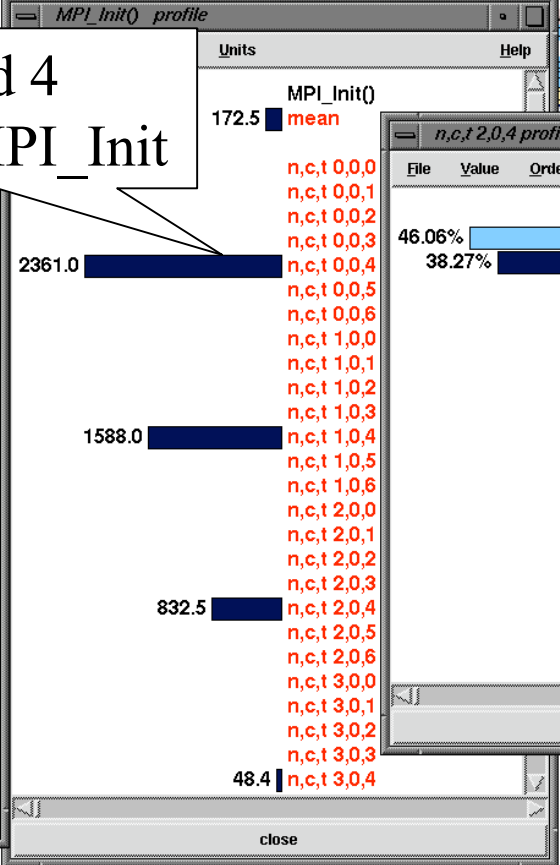 MPI_Init() profile
Units Help
d 4
MPI_Init
MPI_Init()
172.5 mean
n,c,t 0,0,0
n,c,t 0,0,1
n,c,t 0,0,2
n,c,t 0,0,3
2361.0 n,c,t 0,0,4
n,c,t 0,0,5
n,c,t 0,0,6
n,c,t 1,0,0
n,c,t 1,0,1
n,c,t 1,0,2
n,c,t 1,0,3
1588.0 n,c,t 1,0,4
n,c,t 1,0,5
n,c,t 1,0,6
n,c,t 2,0,0
n,c,t 2,0,1
n,c,t 2,0,2
n,c,t 2,0,3
832.5 n,c,t 2,0,4
n,c,t 2,0,5
n,c,t 2,0,6
n,c,t 3,0,0
n,c,t 3,0,1
n,c,t 3,0,2
n,c,t 3,0,3
48.4 n,c,t 3,0,4
close
n,c,t 2,0,4 profi
File Value Orde
46.06%
38.27%